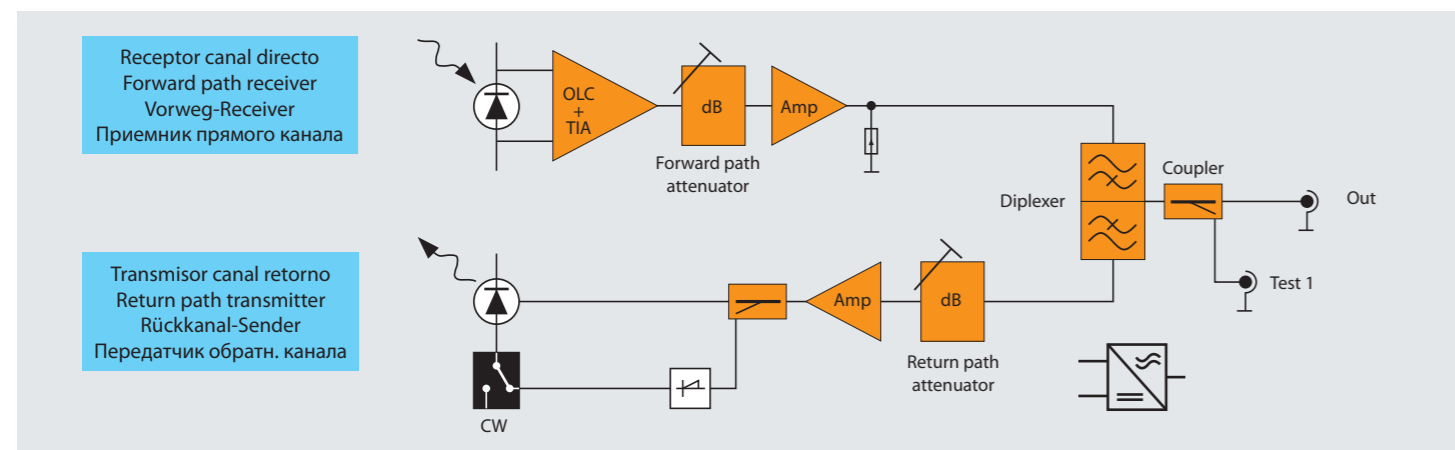 Receptor canal directo
Forward path receiver
Vorweg-Receiver
Приемник прямого канала
OLC
+
TIA
dB
Amp
Forward path
attenuator
Diplexer
Coupler
Out
Test 1
Transmisor canal retorno
Return path transmitter
Rückkanal-Sender
Передатчик обратн. канала
Amp
dB
Return path
attenuator
CW